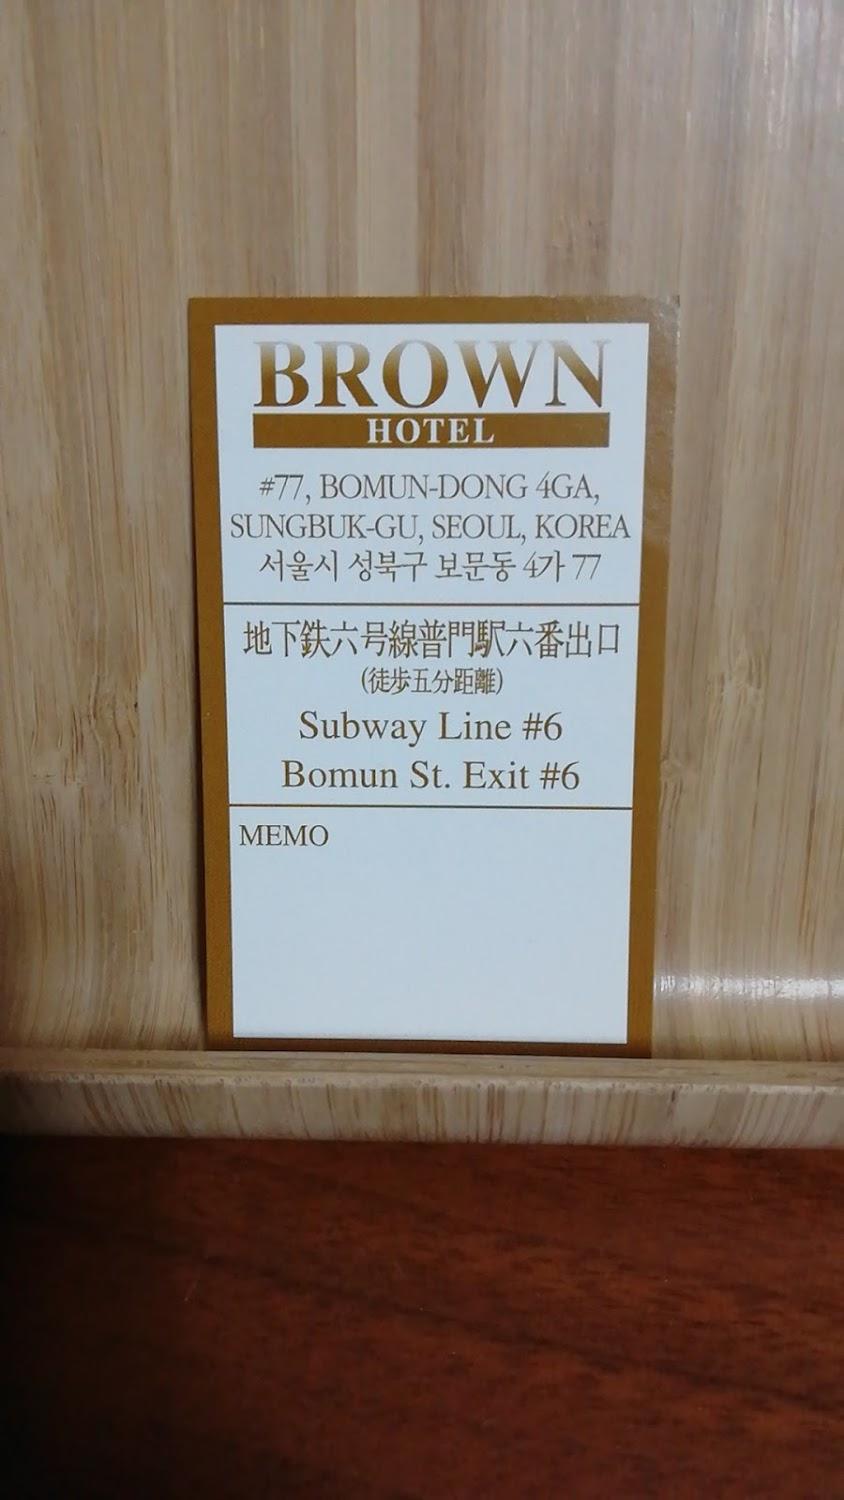 BROWN
HOTEL
#77, BOMUN-DONG 4GA,
SUNGBUK-GU, SEOUL, KOREA
서울시 성북구 보문동 4가 77
地下鉄六号線普門駅六番出口
(徒歩五分距離)
Subway Line #6
Bomun St. Exit #6
MEMO